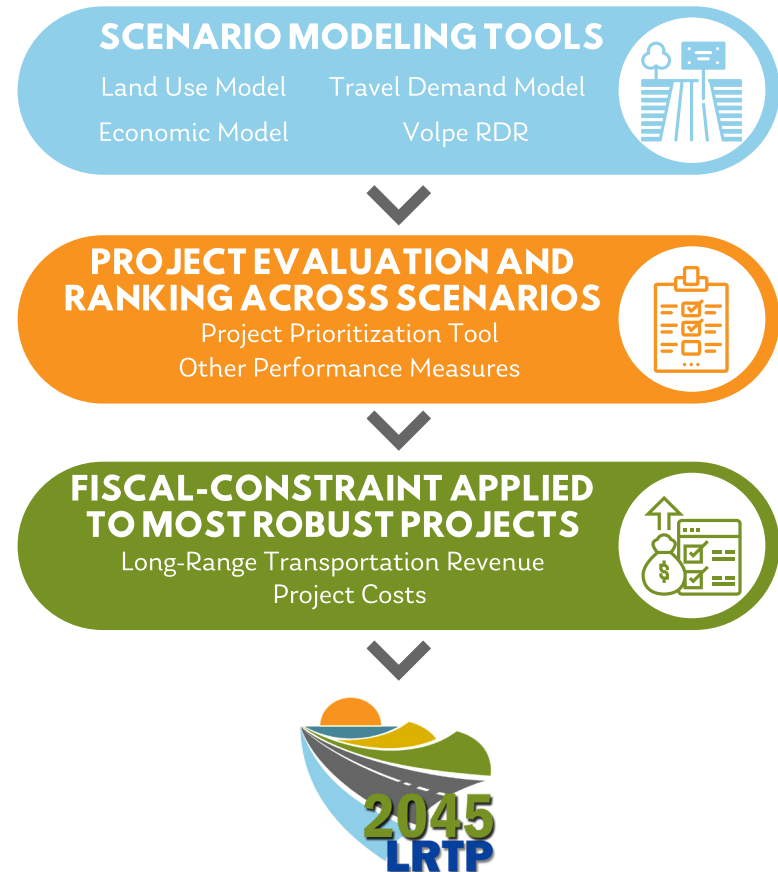 SCENARIO MODELING TOOLS
Land Use Model Travel Demand Model
Economic Model Volpe RDR
PROJECT EVALUATION AND
RANKING ACROSS SCENARIOS
Project Prioritization Tool
Other Performance Measures
FISCAL-CONSTRAINT APPLIED
TO MOST ROBUST PROJECTS
Long-Range Transportation Revenue
Project Costs
$
2045
LRTP